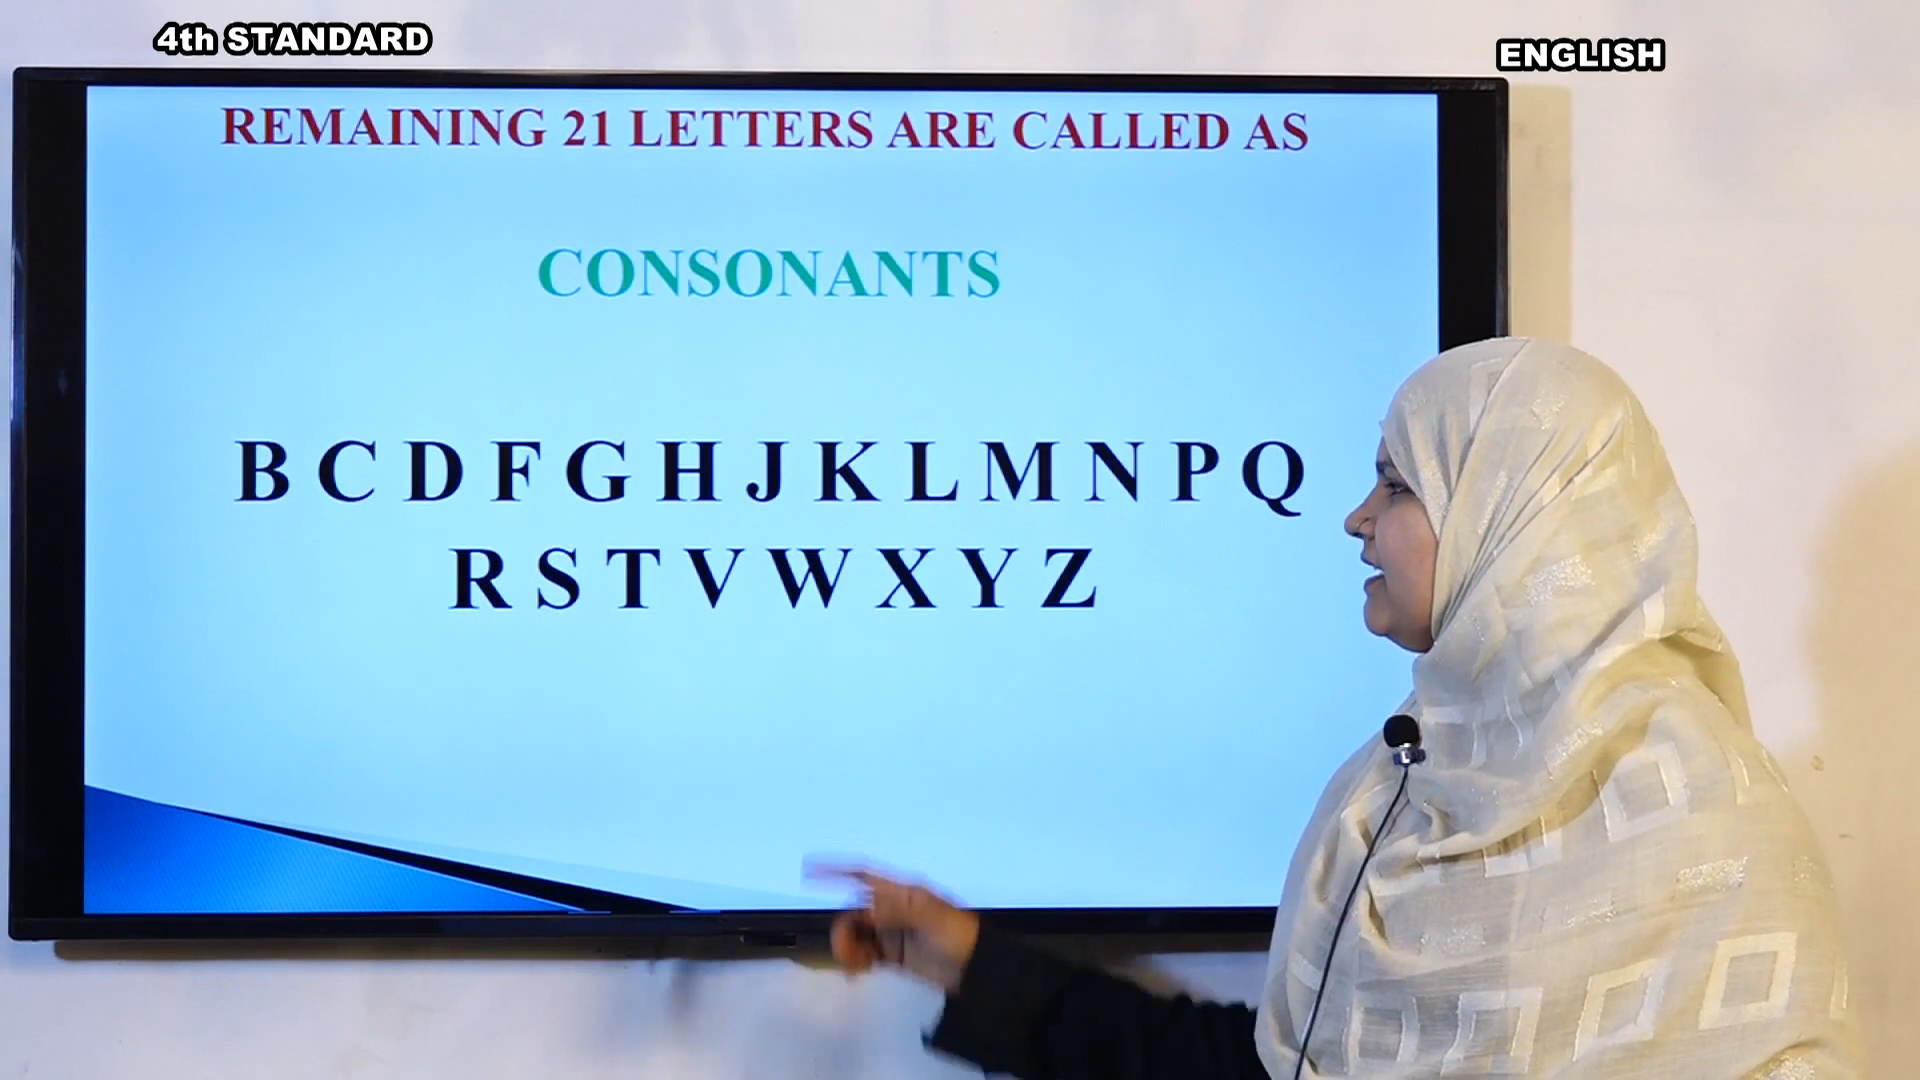 4th STANDARD
ENGLISH
REMAINING 21 LETTERS ARE CALLED AS
CONSONANTS
B C D F G H J K L M N P Q
R S T V W X Y Z